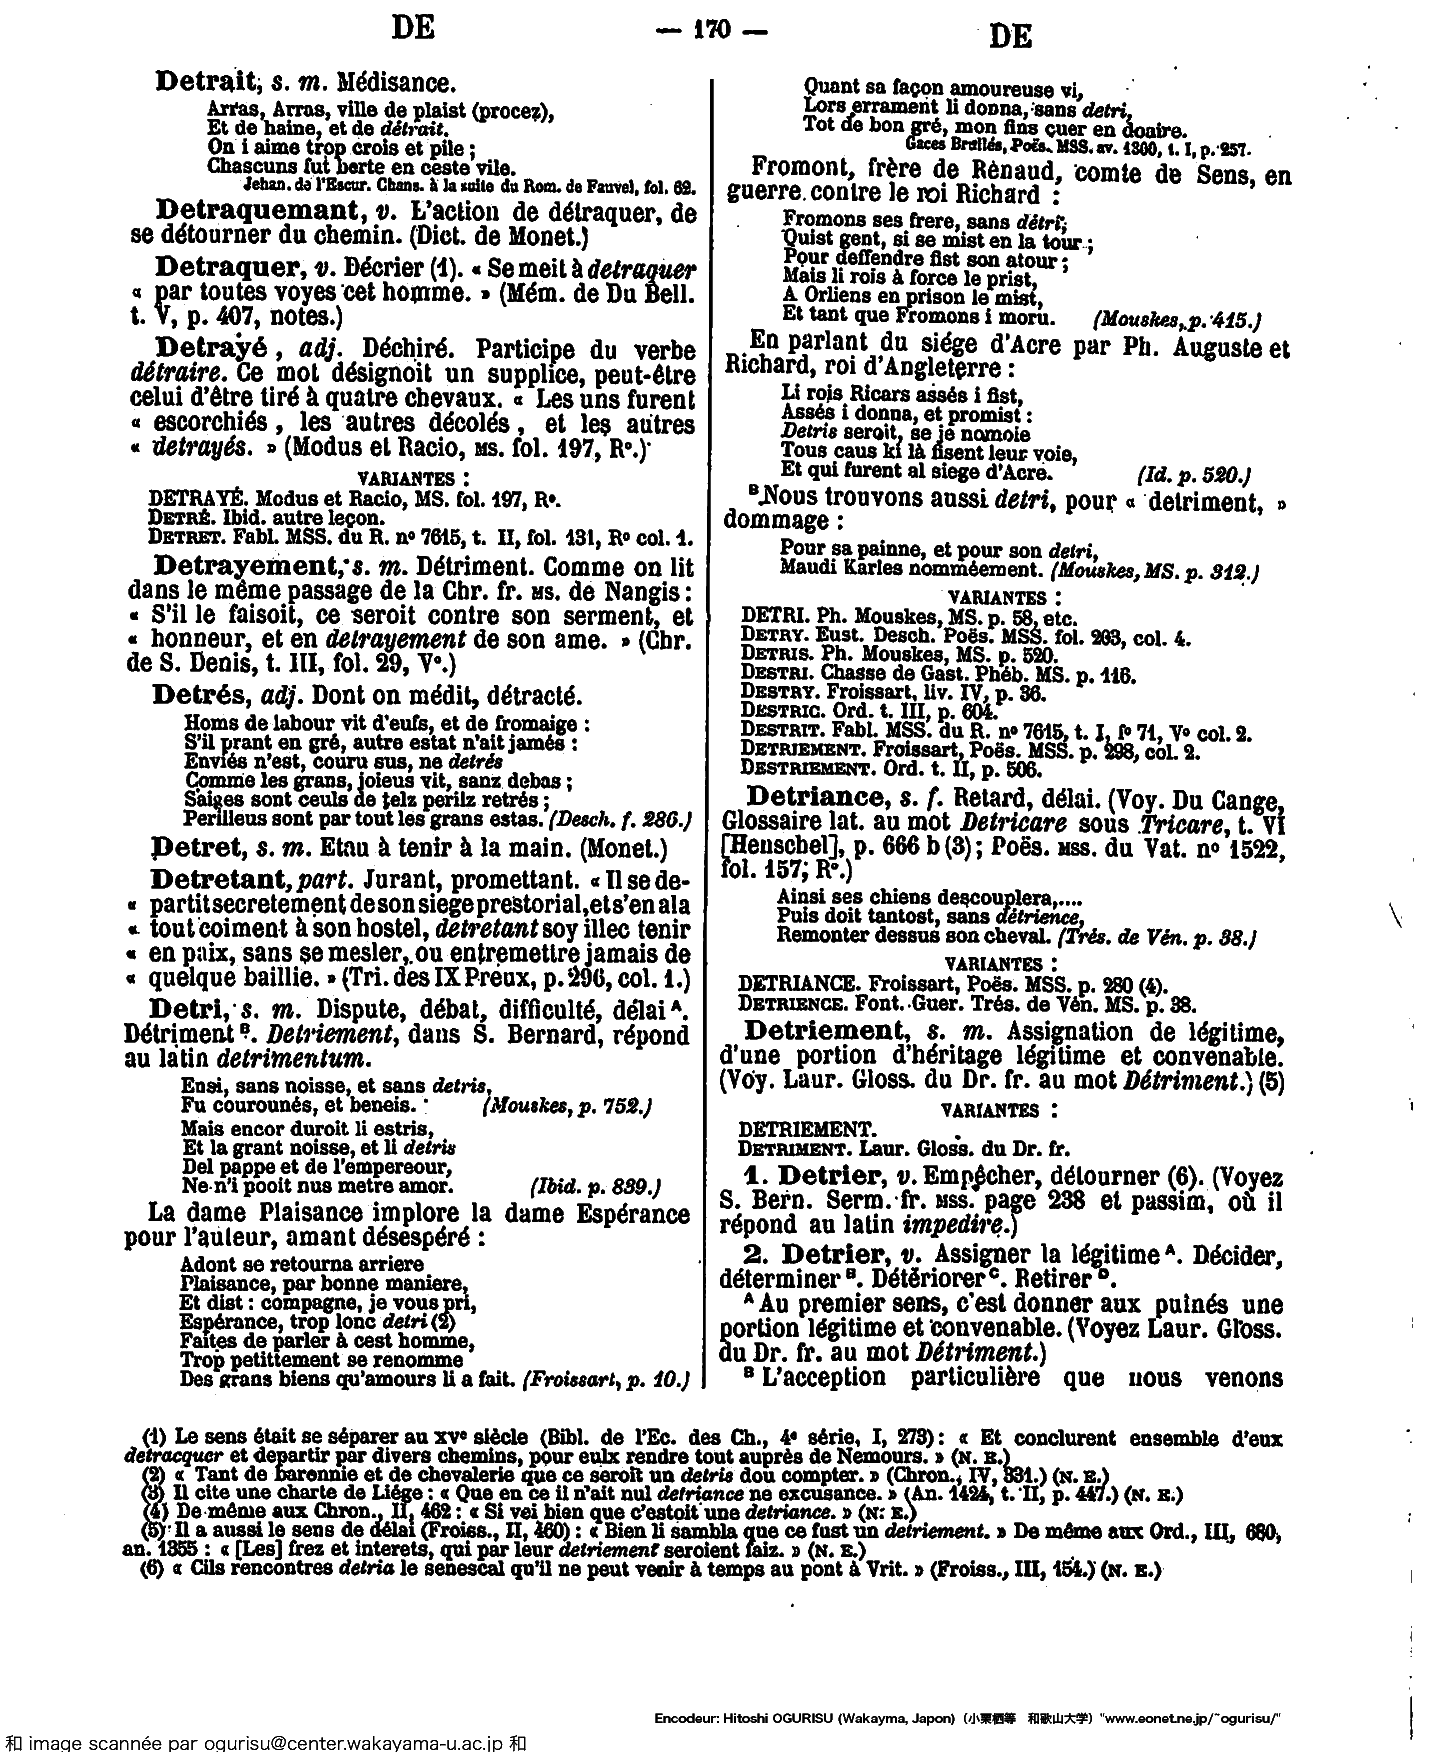 DE
— 170 —
DE
Detrait, s. m. Médisance.
Arras, Arras, ville de plaist (procez),
Et de haine, et de détrait.
On i aime trop crois et pile ;
Chascuns fut berte en ceste vile.
Jehan. de l'Escur. Chans. à la suite du Rom. de Fauvel, fol. 62.
Detraquemant, v. L'action de détraquer, de
se détourner du chemin. (Dict. de Monet.)
Detraquer, v. Décrier (1). « Se meit à detraquer
« par toutes voyes cet homme. » (Mém. de Du Bell.
t. V, p. 407, notes.)
Detrayé, adj. Déchiré. Participe du verbe
détraire. Ce mot désignoit un supplice, peut-être
celui d'être tiré à quatre chevaux. « Les uns furent
« escorchiés, les autres décolés, et les autres
« detrayés. » (Modus et Racio, MS. fol. 197, R°.)
VARIANTES :
DETRAYÉ. Modus et Racio, MS. fol. 197, R°.
DETRÉ. Ibid. autre leçon.
DETRET. Fabl. MSS. du R. n° 7615, t. II, fol. 131, R° col. 1.
Detrayement, s. m. Détriment. Comme on lit
dans le même passage de la Chr. fr. MS. de Nangis :
« S'il le faisoit, ce seroit contre son serment, et
« honneur, et en detrayement de son ame. » (Chr.
de S. Denis, t. III, fol. 29, V°.)
Detrés, adj. Dont on médit, détracté.
Homs de labour vit d'eufs, et de fromaige :
S'il prant en gré, autre estat n'ait jamés :
Enviés n'est, couru sus, ne detrés
Comme les grans, joieus vit, sanz debas ;
Saiges sont ceuls de telz perilz retrés ;
Perilleus sont par tout les grans estas. (Desch. f. 286.)
Detret, s. m. Etau à tenir à la main. (Monet.)
Detretant, part. Jurant, promettant. « Il se de-
« partit secretement de son siege prestorial, et s'en ala
« tout coiment à son hostel, detretant soy illec tenir
« en paix, sans se mesler, ou entremettre jamais de
« quelque baillie. » (Tri. des IX Preux, p. 296, col. 1.)
Detri, s. m. Dispute, débat, difficulté, délai A.
Détriment B. Detriement, dans S. Bernard, répond
au latin detrimentum.
Ensi, sans noisse, et sans detris,
Fu courounés, et beneis. (Mouskes, p. 752.)
Mais encor duroit li estris,
Et la grant noisse, et li detris
Del pappe et de l'empereour,
Ne n'i pooit nus metre amor. (Ibid. p. 839.)
La dame Plaisance implore la dame Espérance
pour l'auteur, amant désespéré :
Adont se retourna arriere
Plaisance, par bonne maniere,
Et dist : compagne, je vous pri,
Espérance, trop lonc detri (2)
Faites de parler à cest homme,
Trop petittement se renomme
Des grans biens qu'amours li a fait. (Froissart, p. 10.)
Quant sa façon amoureuse vi,
Lors errament li donna, sans detri,
Tot de bon gré, mon fins çuer en doaire.
Gaces Brullés, Poës. MSS. av. 1300, t. I, p. 257.
Fromont, frère de Rènaud, comte de Sens, en
guerre contre le roi Richard :
Fromons ses frere, sans détri,
Quist gent, si se mist en la tour ;
Pour deffendre fist son atour ;
Mais li rois à force le prist,
A Orliens en prison le mist,
Et tant que Fromons i moru. (Mouskes, p. 415.)
En parlant du siége d'Acre par Ph. Auguste et
Richard, roi d'Angleterre :
Li rois Ricars assés i fist,
Assés i donna, et promist :
Detris seroit, se je nomoie
Tous caus ki là fisent leur voie,
Et qui furent al siege d'Acre. (Id. p. 520.)
B Nous trouvons aussi detri, pour « detriment, »
dommage :
Pour sa painne, et pour son detri,
Maudi Karles nomméement. (Mouskes, MS. p. 312.)
VARIANTES :
DETRI. Ph. Mouskes, MS. p. 58, etc.
DETRY. Eust. Desch. Poës. MSS. fol. 203, col. 4.
DETRIS. Ph. Mouskes, MS. p. 520.
DESTRI. Chasse de Gast. Phéb. MS. p. 116.
DESTRY. Froissart, liv. IV, p. 36.
DESTRIC. Ord. t. III, p. 604.
DESTRIT. Fabl. MSS. du R. n° 7615, t. I, f° 71, V° col. 2.
DETRIEMENT. Froissart, Poës. MSS. p. 298, col. 2.
DESTRIEMENT. Ord. t. II, p. 506.
Detriance, s. f. Retard, délai. (Voy. Du Cange,
Glossaire lat. au mot Detricare sous Tricare, t. VI
[Henschel], p. 666 b (3) ; Poës. MSS. du Vat. n° 1522,
fol. 157, R°.)
Ainsi ses chiens descouplera,....
Puis doit tantost, sans détrience,
Remonter dessus son cheval. (Trés. de Vén. p. 38.)
VARIANTES :
DETRIANCE. Froissart, Poës. MSS. p. 280 (4).
DETRIENCE. Font. Guer. Trés. de Vén. MS. p. 38.
Detriement, s. m. Assignation de légitime,
d'une portion d'héritage légitime et convenable.
(Voy. Laur. Gloss. du Dr. fr. au mot Détriment.) (5)
VARIANTES :
DETRIEMENT.
DETRIMENT. Laur. Gloss. du Dr. fr.
1. Detrier, v. Empêcher, détourner (6). (Voyez
S. Bern. Serm. fr. MSS. page 238 et passim, où il
répond au latin impedire.)
2. Detrier, v. Assigner la légitime A. Décider,
déterminer B. Détériorer C. Retirer D.
A Au premier sens, c'est donner aux puinés une
portion légitime et convenable. (Voyez Laur. Gloss.
du Dr. fr. au mot Détriment.)
B L'acception particulière que nous venons
(1) Le sens était se séparer au XVe siècle (Bibl. de l'Ec. des Ch., 4e série, I, 273) : « Et conclurent ensemble d'eux
detracquer et departir par divers chemins, pour eulx rendre tout auprès de Nemours. » (N. E.)
(2) « Tant de barennie et de chevalerie que ce seroit un detris dou compter. » (Chron., IV, 331.) (N. E.)
(3) Il cite une charte de Liége : « Que en ce il n'ait nul detriance ne excusance. » (An. 1424, t. II, p. 447.) (N. E.)
(4) De même aux Chron., II, 462 : « Si vei bien que c'estoit une detriance. » (N. E.)
(5) Il a aussi le sens de délai (Froiss., II, 460) : « Bien li sambla que ce fust un detriement. » De même aux Ord., III, 680,
an. 1355 : « [Les] frez et interets, qui par leur detriement seroient faiz. » (N. E.)
(6) « Cils rencontres detria le senescal qu'il ne peut venir à temps au pont à Vrit. » (Froiss., III, 154.) (N. E.)
Encodeur: Hitoshi OGURISU (Wakayma, Japon) (小栗栖等 和歌山大学) "www.eonet.ne.jp/~ogurisu/"
和 image scannée par ogurisu@center.wakayama-u.ac.jp 和